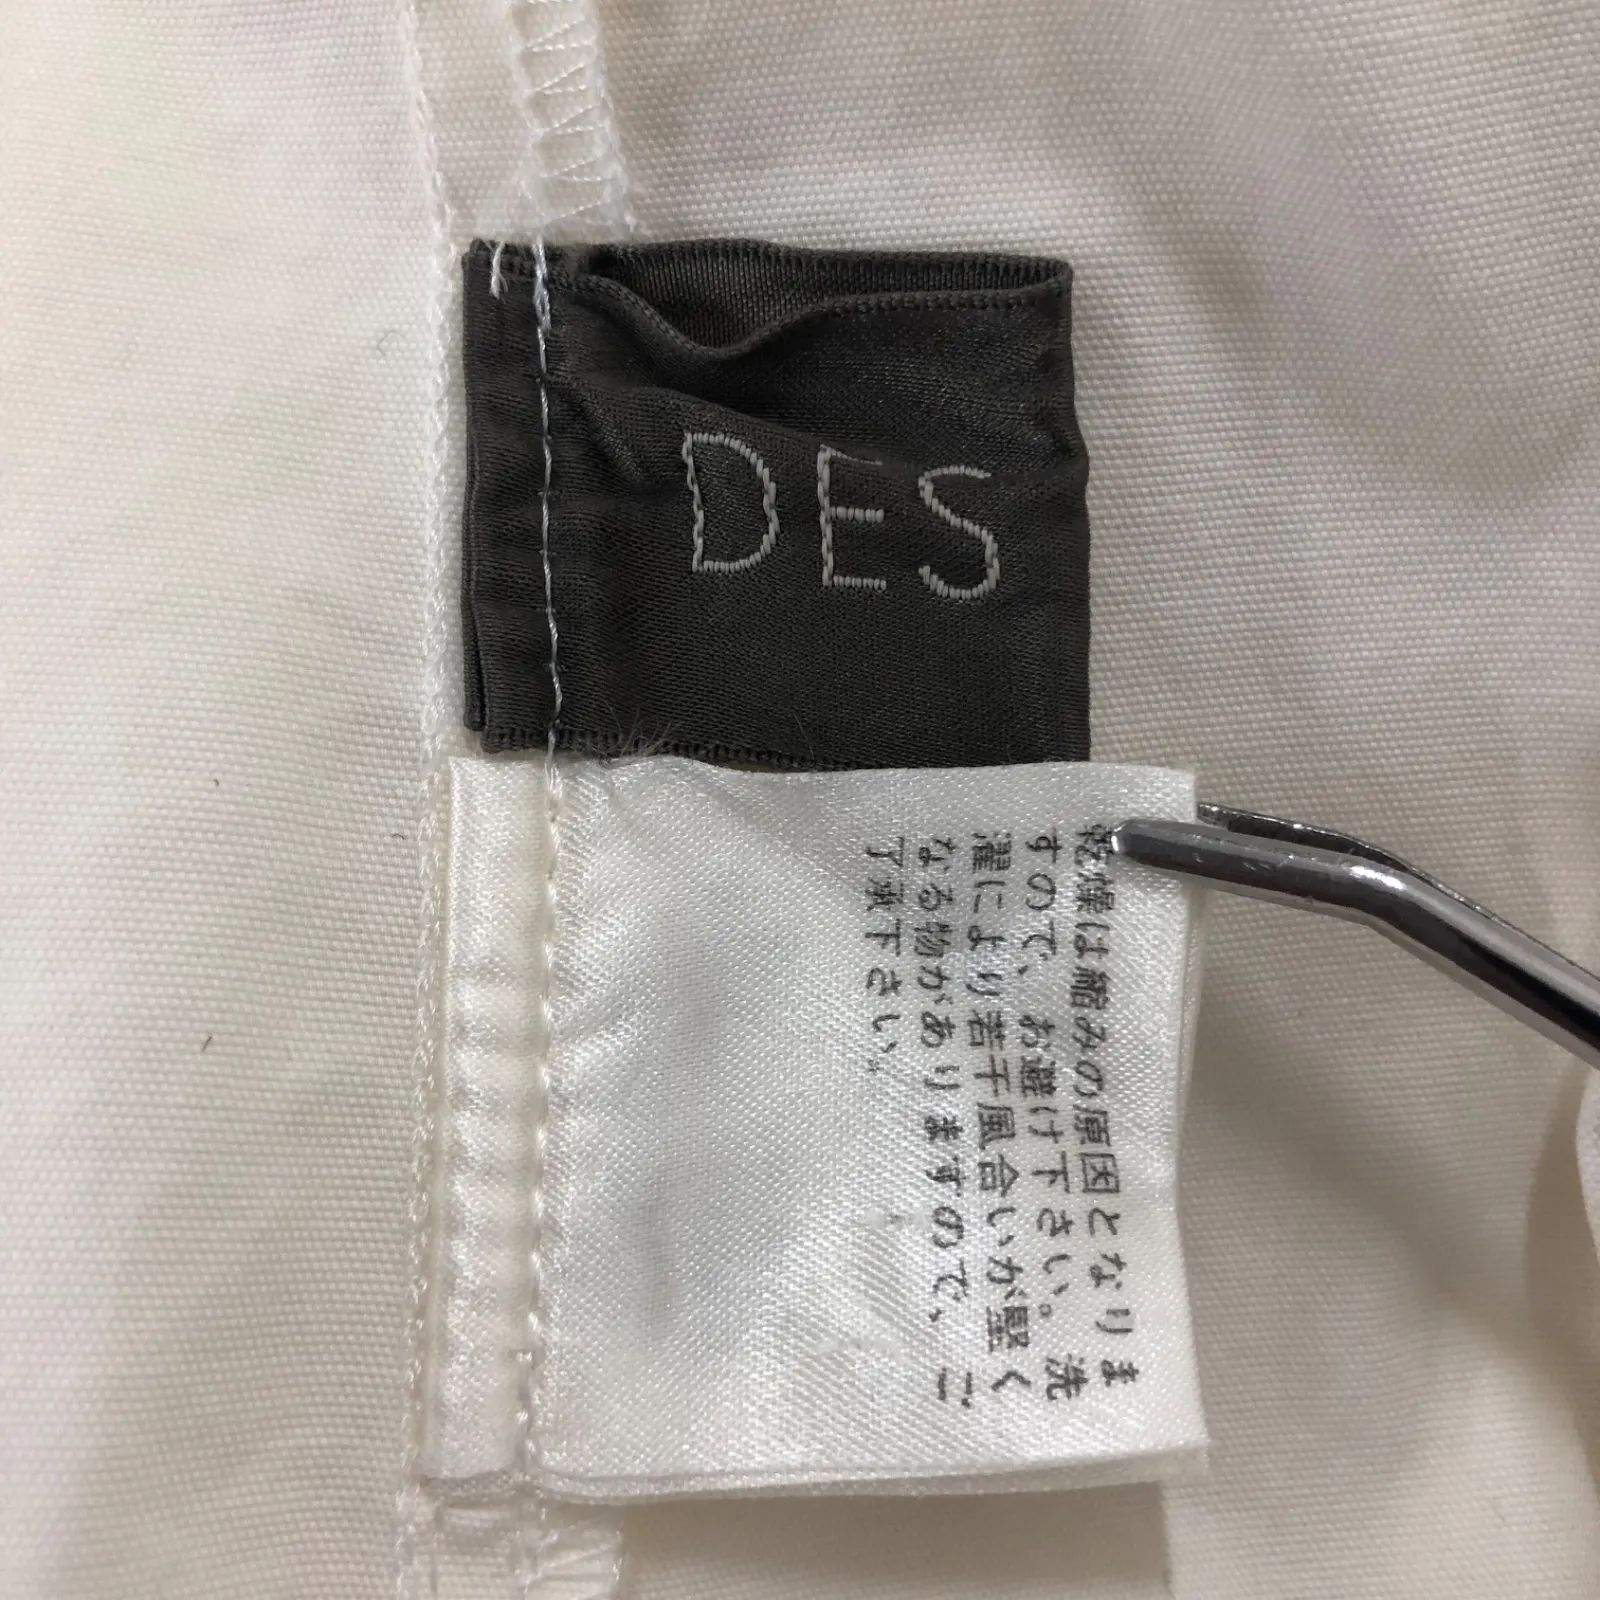 DES
乾燥は縮みの原因となりま
すので、お避け下さい。洗
濯により若干風合いが堅く
なる物がありますので、ご
了承下さい。